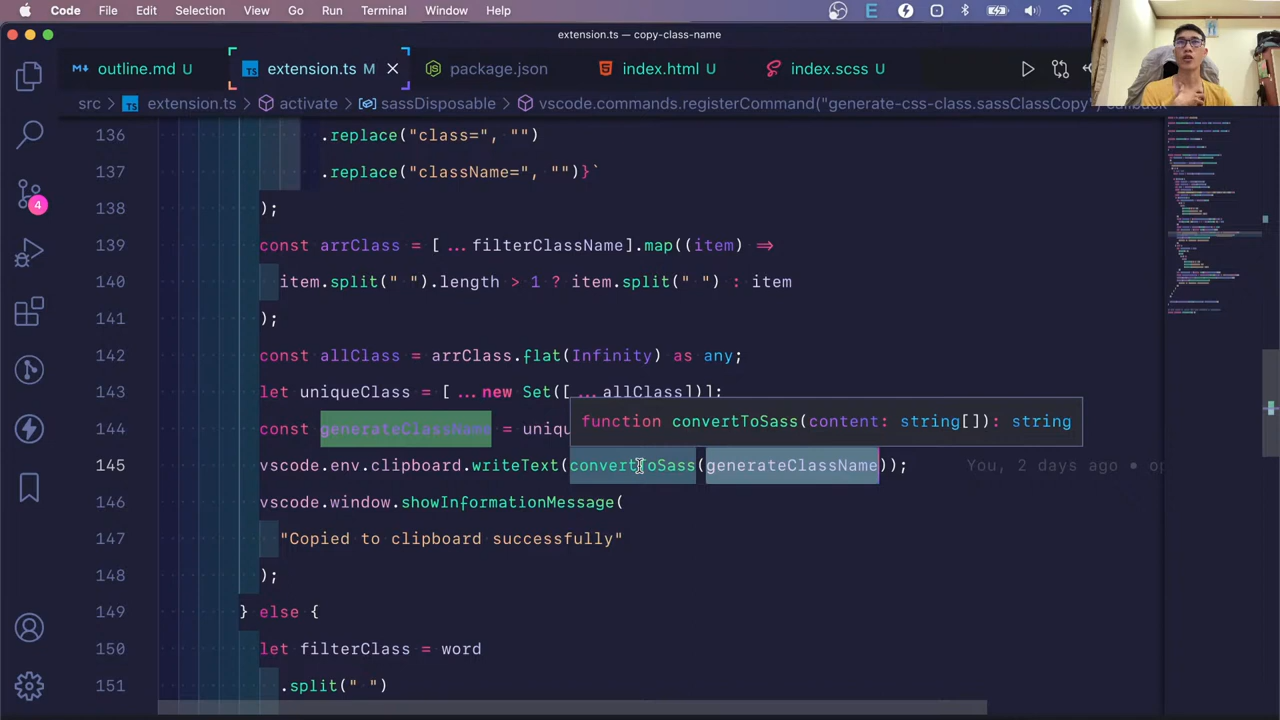 Code File Edit Selection View Go Run Terminal Window Help
extension.ts — copy-class-name
outline.md U
TS extension.ts M
package.json
index.html U
index.scss U
src > TS extension.ts > activate > sassDisposable > vscode.commands.registerCommand("generate-css-class.sassClassCopy") callback
136 .replace("class=" "")
137 .replace("className=", "")}`
138 );
139 const arrClass = [ ...filterClassName].map((item) =>
140 item.split(" ").length > 1 ? item.split(" ") : item
141 );
142 const allClass = arrClass.flat(Infinity) as any;
143 let uniqueClass = [ ...new Set([ ...allClass])];
function convertToSass(content: string[]): string
144 const generateClassName = uniqu
145 vscode.env.clipboard.writeText(convertToSass(generateClassName)); You, 2 days ago •
146 vscode.window.showInformationMessage(
147 "Copied to clipboard successfully"
148 );
149 } else {
150 let filterClass = word
151 .split(" ")
4